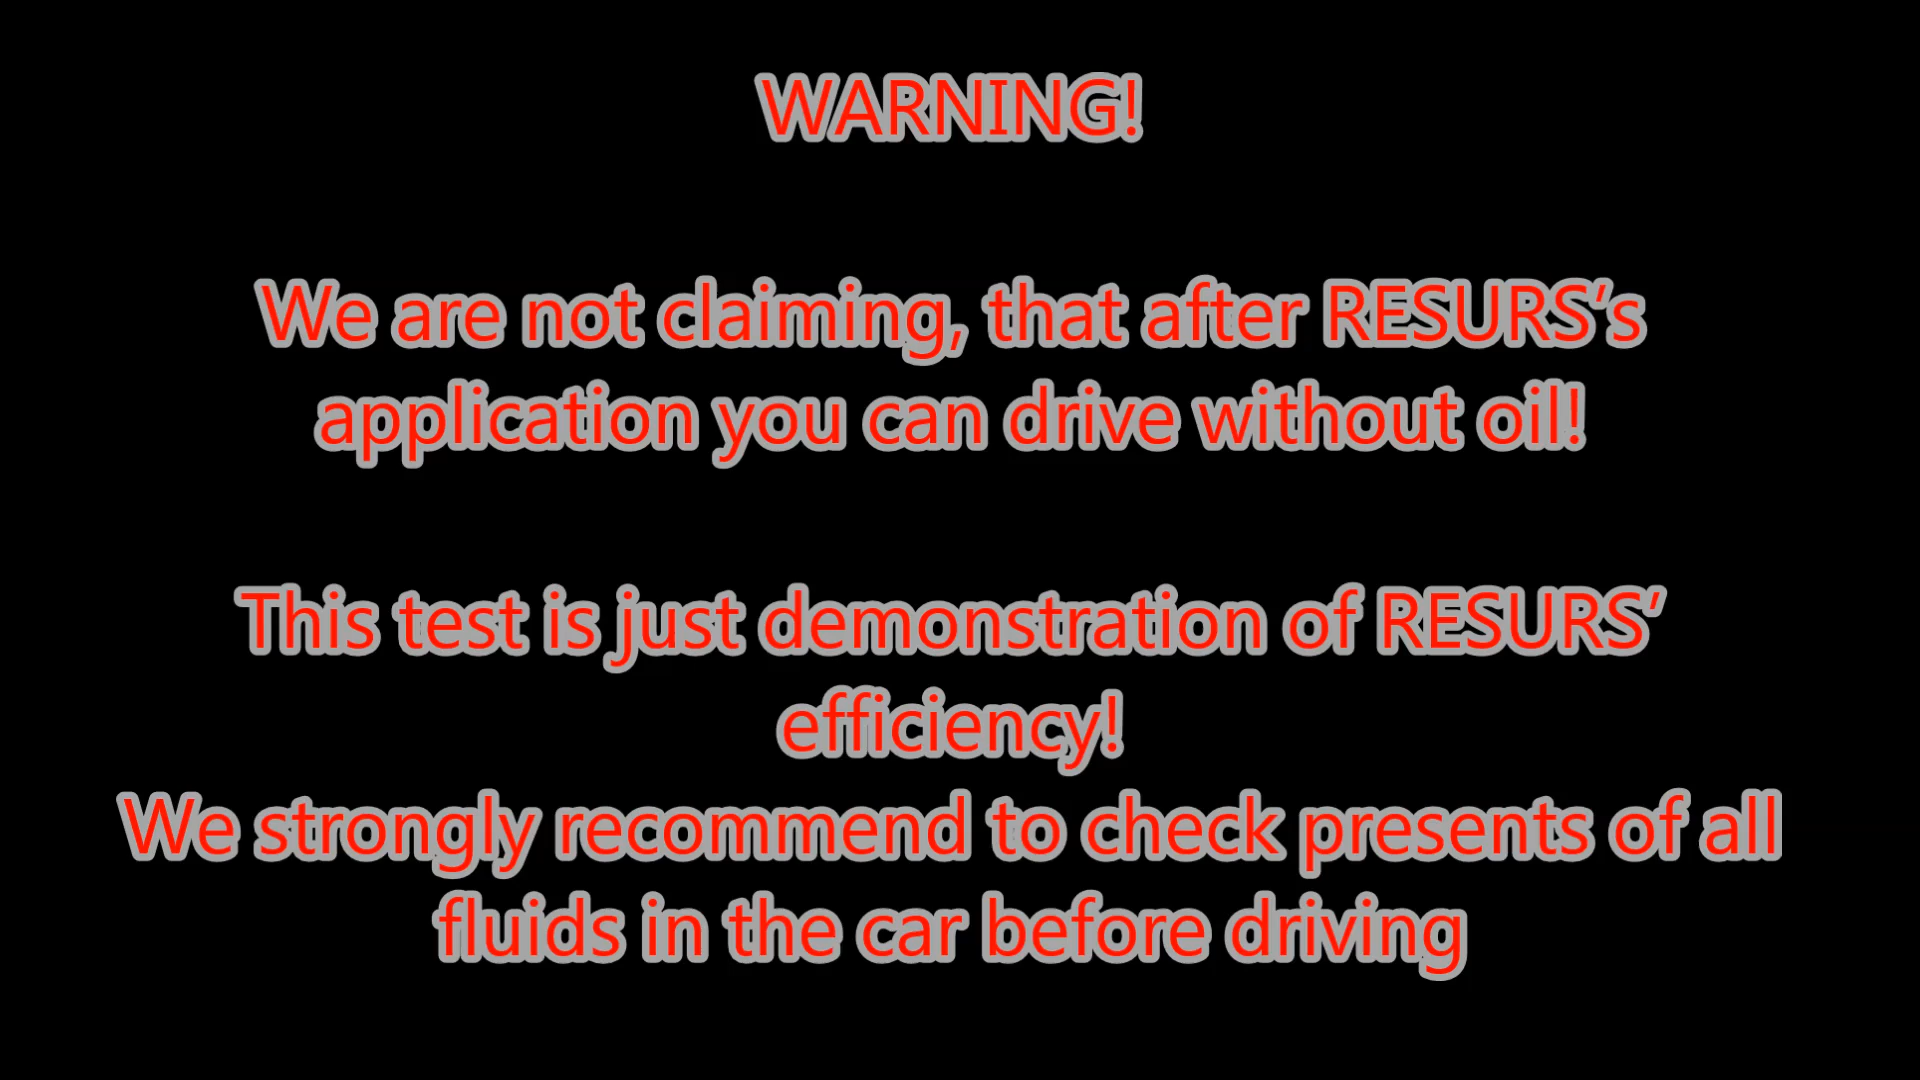 WARNING!
We are not claiming, that after RESURS’s
application you can drive without oil!
This test is just demonstration of RESURS’
efficiency!
We strongly recommend to check presents of all
fluids in the car before driving